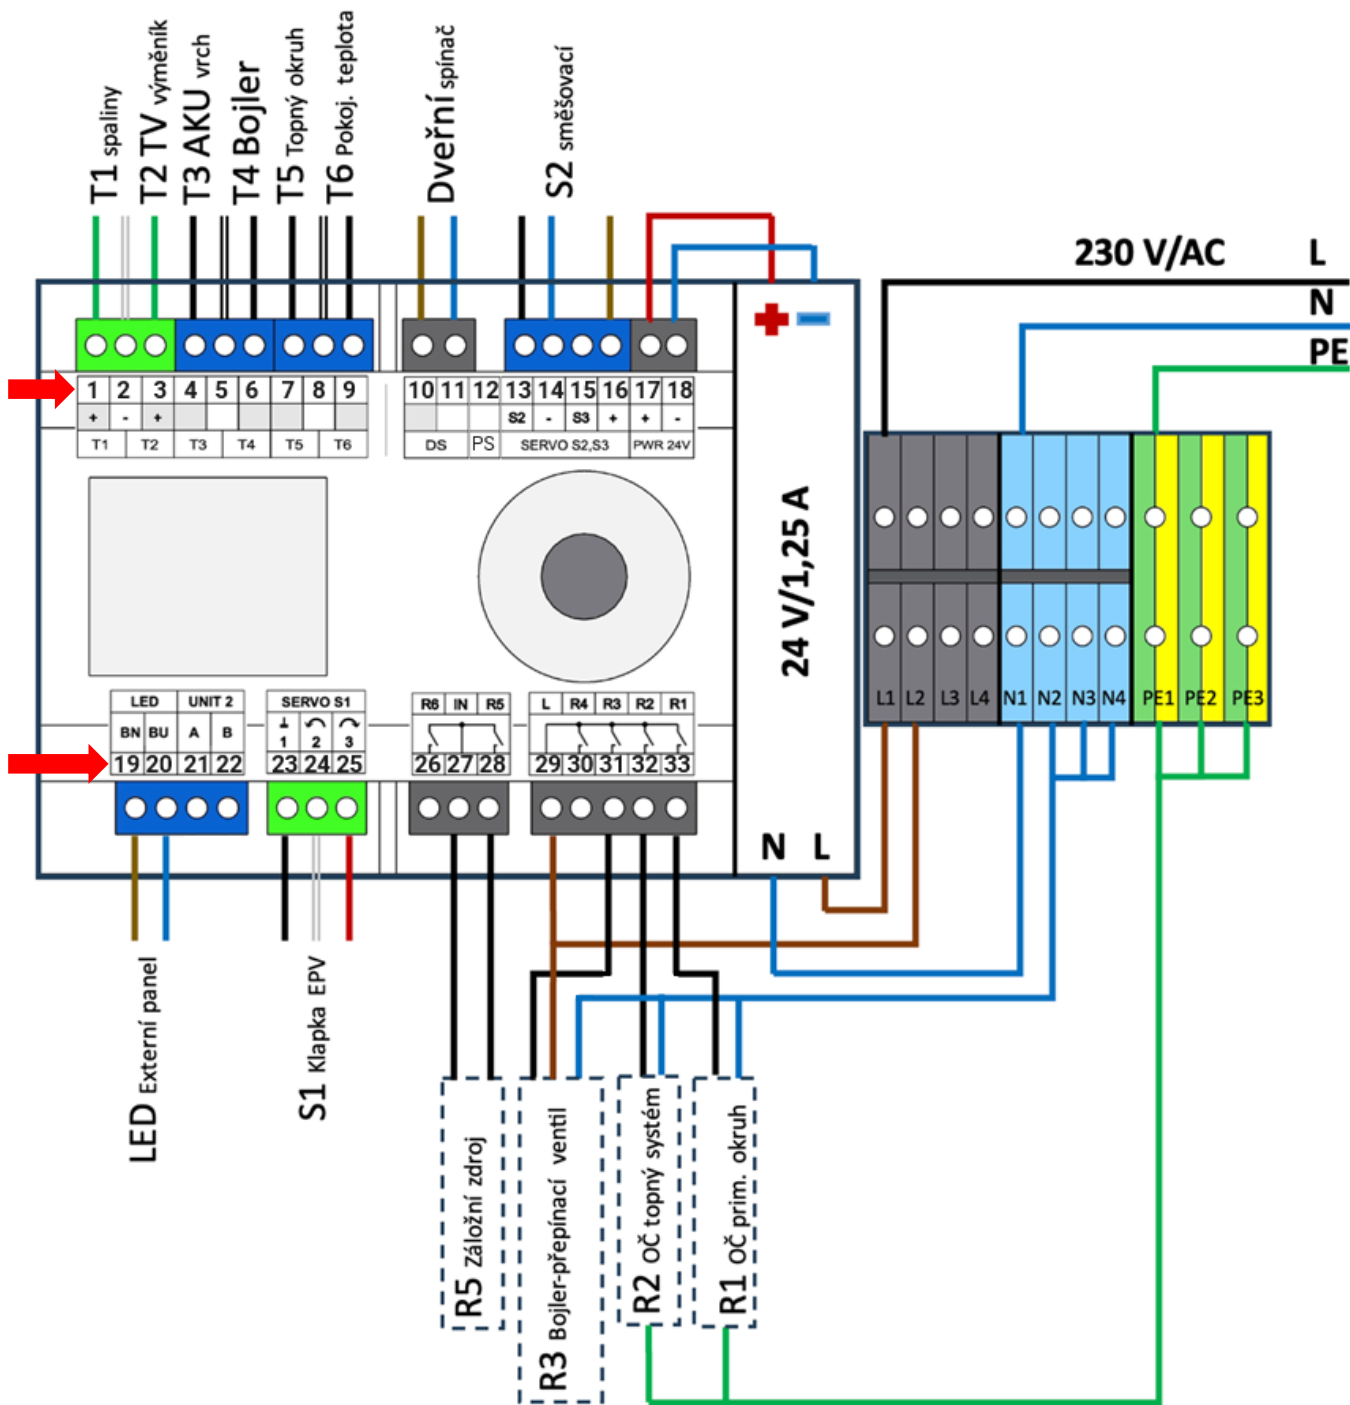 T1 spaliny
T2 TV výměník
T3 AKU vrch
T4 Bojler
T5 Topný okruh
T6 Pokoj. teplota
Dveřní spínač
S2 směšovací
230 V/AC L
N
PE
1 2 3 4 5 6 7 8 9 10 11 12 13 14 15 16 17 18
+ - + S2 - S3 + + -
T1 T2 T3 T4 T5 T6 DS PS SERVO S2,S3 PWR 24V
24 V/1,25 A
L1 L2 L3 L4 N1 N2 N3 N4 PE1 PE2 PE3
LED UNIT 2 SERVO S1 R6 IN R5 L R4 R3 R2 R1
BN BU A B 1 2 3
19 20 21 22 23 24 25 26 27 28 29 30 31 32 33
N L
LED Externí panel
S1 Klapka EPV
R5 Záložní zdroj
R3 Bojler-přepínací ventil
R2 OČ topný systém
R1 OČ prim. okruh